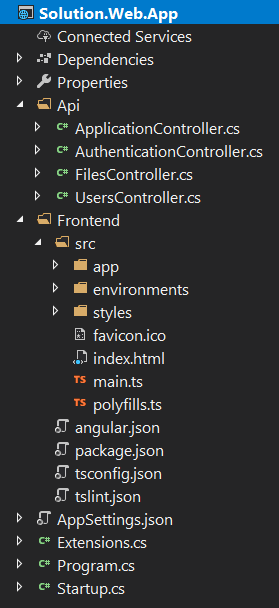 Solution.Web.App
Connected Services
Dependencies
Properties
Api
C# ApplicationController.cs
C# AuthenticationController.cs
C# FilesController.cs
C# UsersController.cs
Frontend
src
app
environments
styles
favicon.ico
index.html
TS main.ts
TS polyfills.ts
angular.json
package.json
tsconfig.json
tslint.json
AppSettings.json
C# Extensions.cs
C# Program.cs
C# Startup.cs